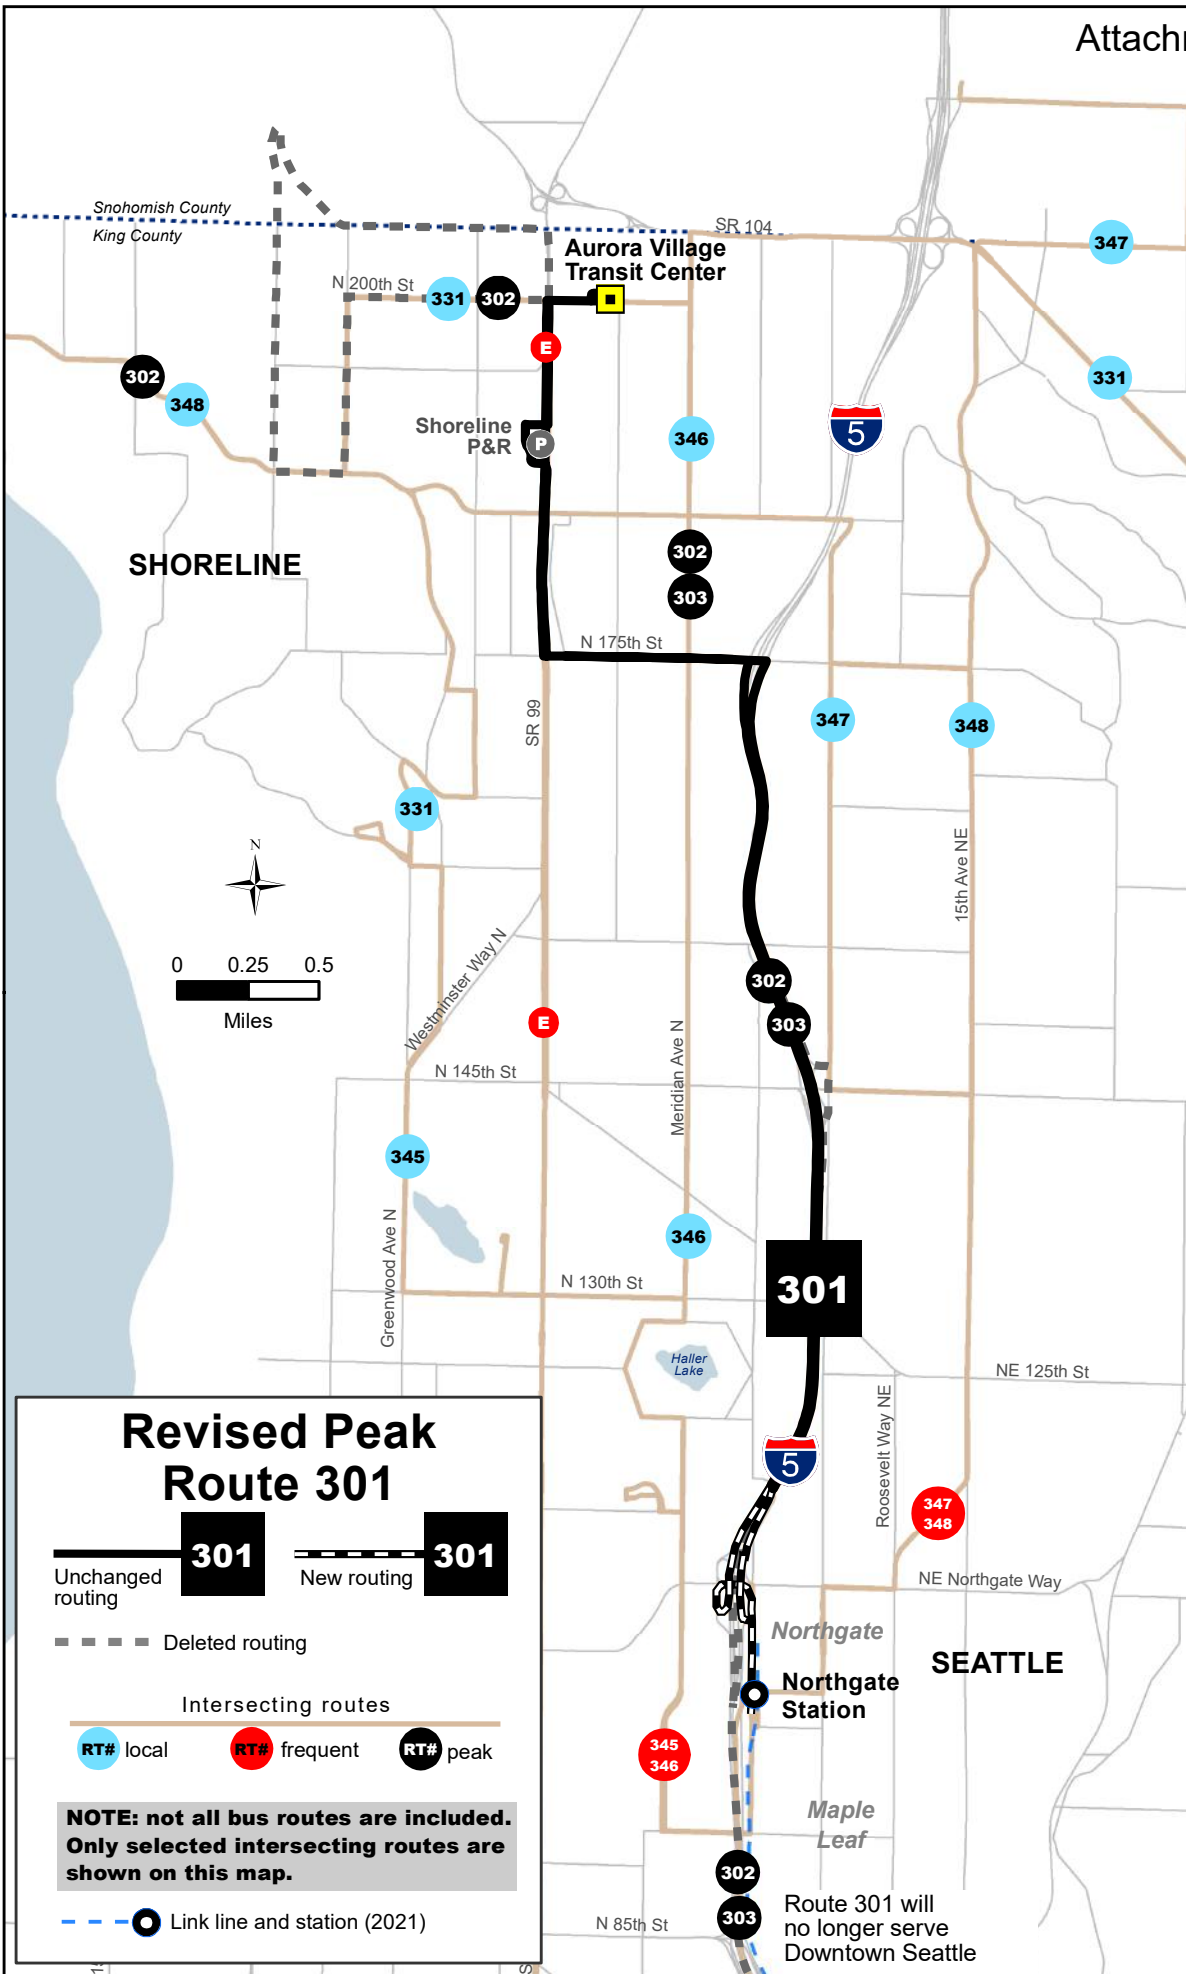 Attachr
Snohomish County
King County
SR 104
347
Aurora Village
Transit Center
N 200th St
331
302
E
302
348
331
Shoreline
P&R
P
346
5
302
303
SHORELINE
N 175th St
SR 99
347
348
331
15th Ave NE
N
0 0.25 0.5
Miles
Westminster Way N
302
303
E
Meridian Ave N
N 145th St
345
346
Greenwood Ave N
N 130th St
301
Haller
Lake
NE 125th St
Roosevelt Way NE
5
347
348
NE Northgate Way
Northgate
SEATTLE
Northgate
Station
345
346
Maple
Leaf
302
303
N 85th St
Route 301 will
no longer serve
Downtown Seattle
Revised Peak
Route 301
301
301
Unchanged
routing
New routing
Deleted routing
Intersecting routes
RT# local
RT# frequent
RT# peak
NOTE: not all bus routes are included.
Only selected intersecting routes are
shown on this map.
Link line and station (2021)